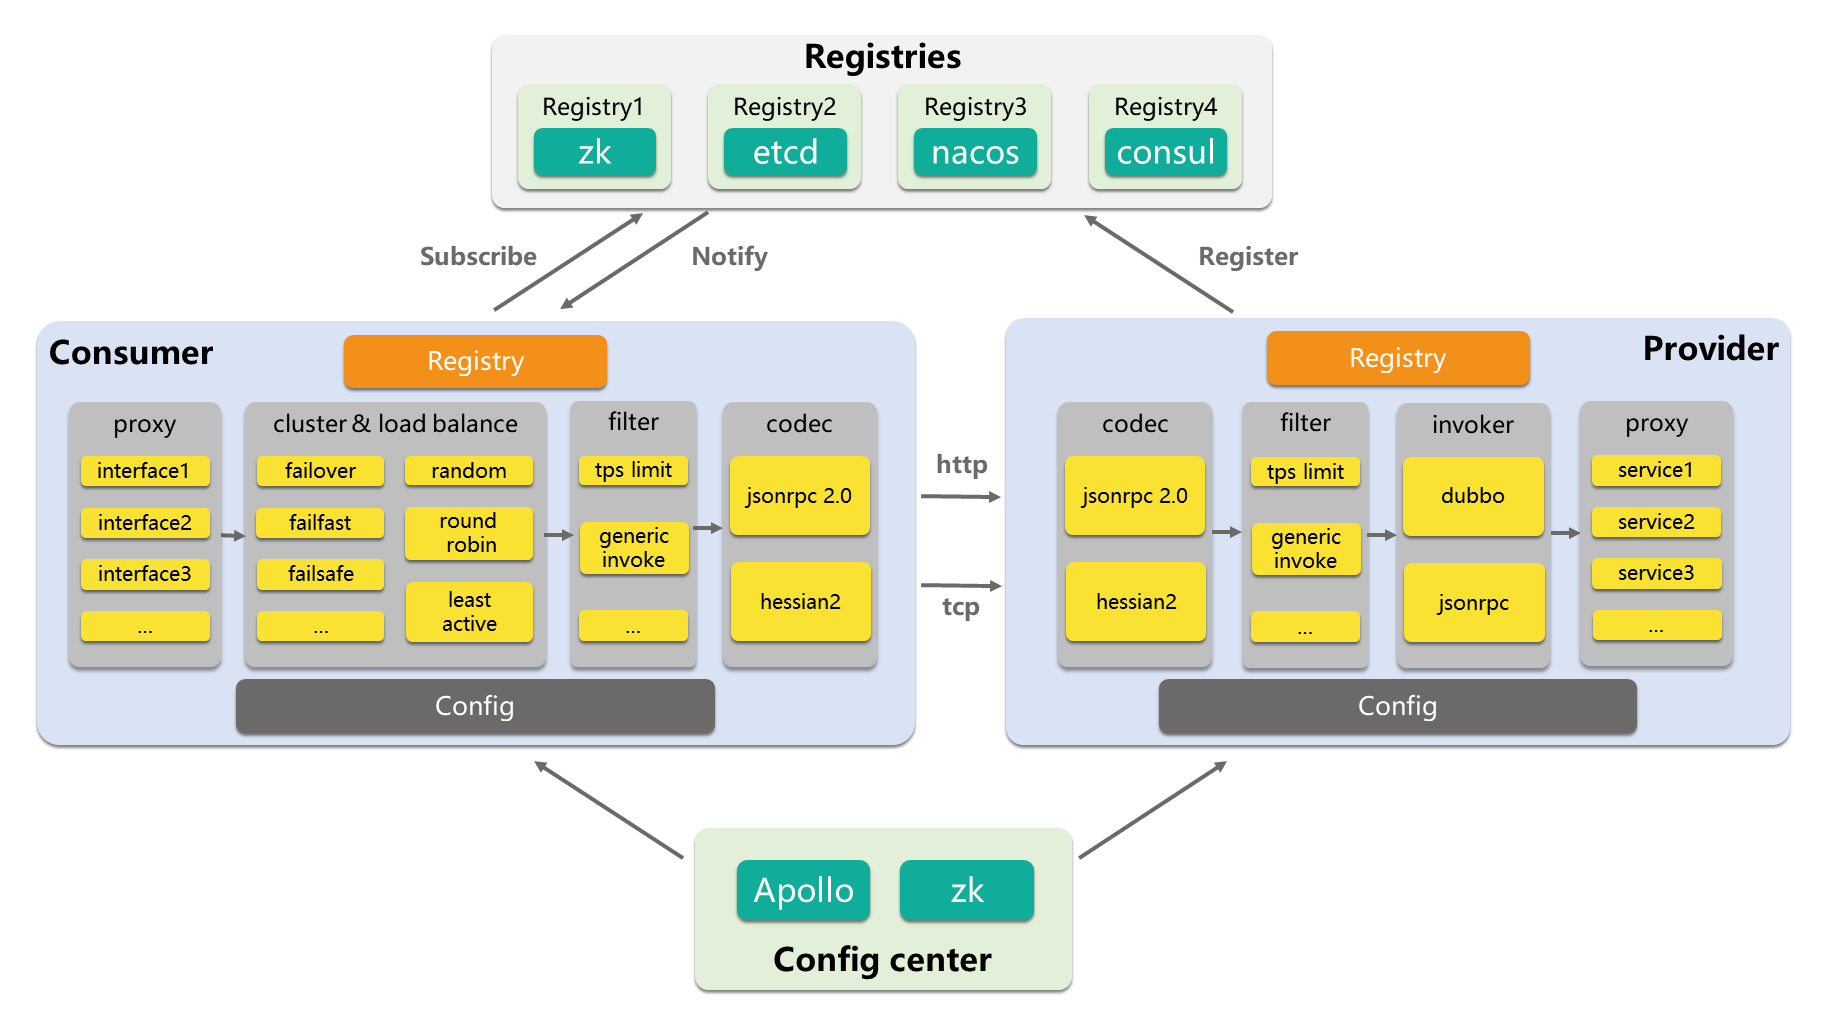 Registries
Registry1
zk
Registry2
etcd
Registry3
nacos
Registry4
consul
Subscribe
Notify
Register
Consumer
Registry
proxy
interface1
interface2
interface3
...
cluster & load balance
failover
failfast
failsafe
...
random
round
robin
least
active
filter
tps limit
generic
invoke
...
codec
jsonrpc 2.0
hessian2
Config
http
tcp
Provider
Registry
codec
jsonrpc 2.0
hessian2
filter
tps limit
generic
invoke
...
invoker
dubbo
jsonrpc
proxy
service1
service2
service3
...
Config
Apollo
zk
Config center